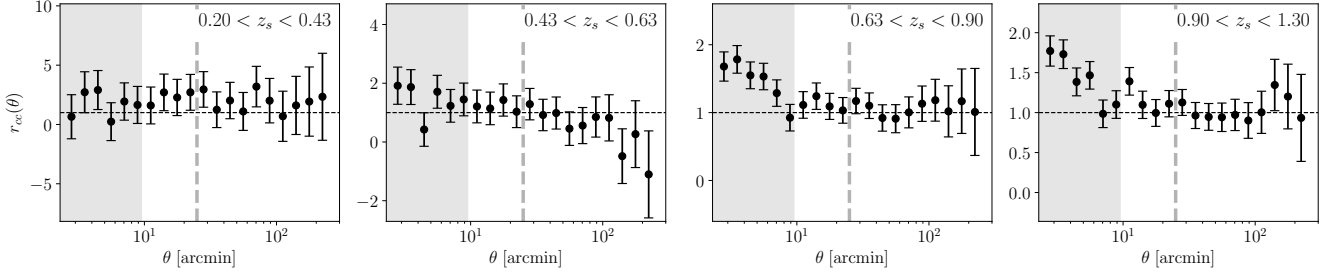 r_cc(θ)
10
5
0
−5
0.20 < z_s < 0.43
10^1
10^2
θ [arcmin]
4
2
0
−2
0.43 < z_s < 0.63
10^1
10^2
θ [arcmin]
2
1
0
0.63 < z_s < 0.90
10^1
10^2
θ [arcmin]
2.0
1.5
1.0
0.5
0.0
0.90 < z_s < 1.30
10^1
10^2
θ [arcmin]